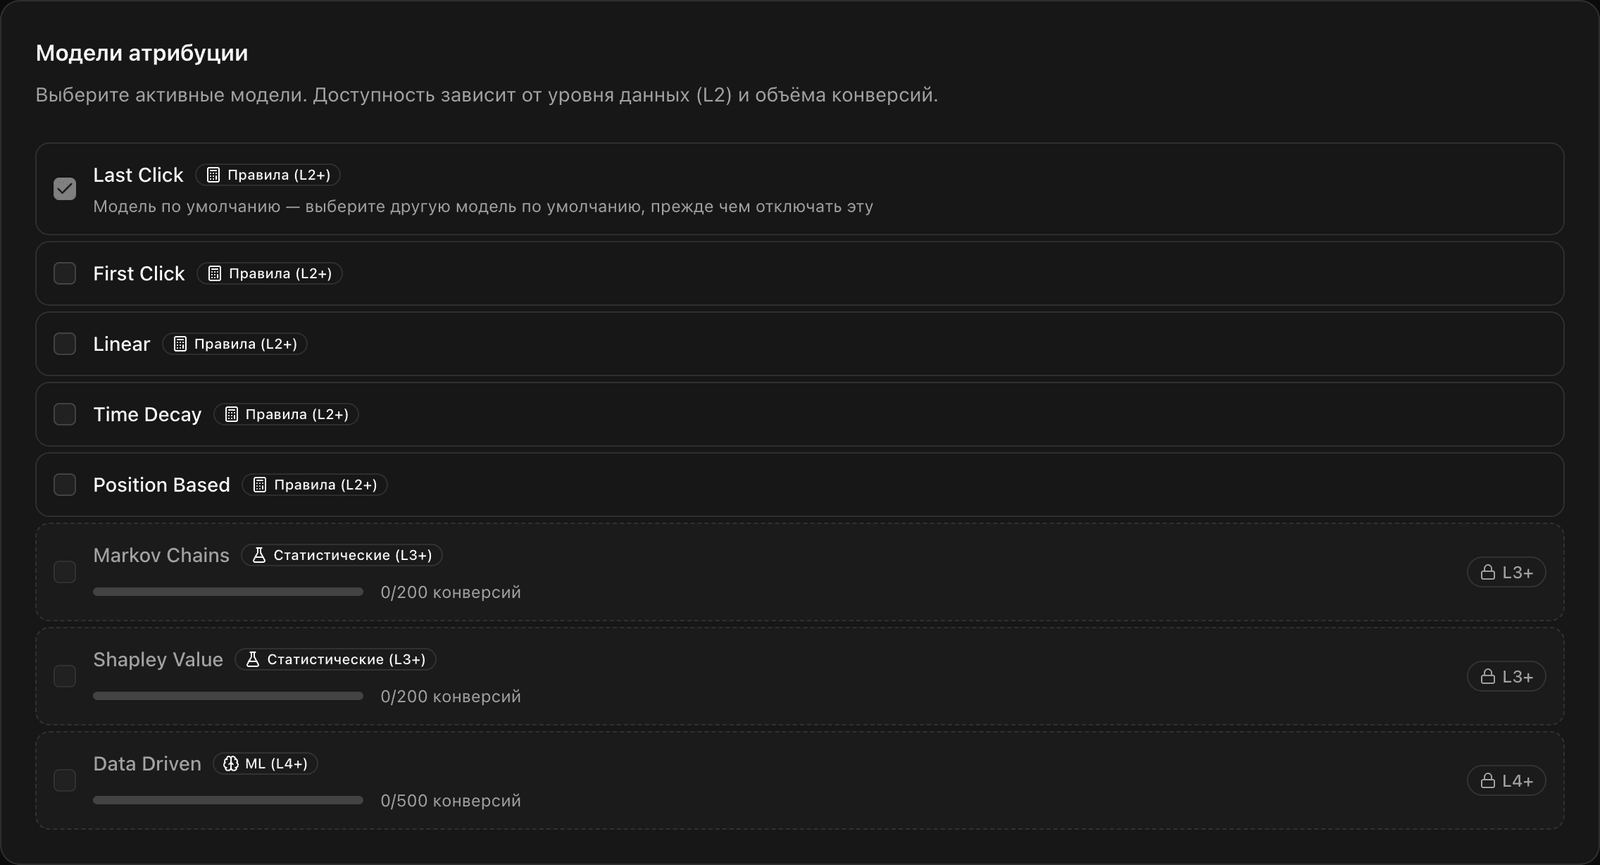 Модели атрибуции
Выберите активные модели. Доступность зависит от уровня данных (L2) и объёма конверсий.
Last Click Правила (L2+)
Модель по умолчанию — выберите другую модель по умолчанию, прежде чем отключать эту
First Click Правила (L2+)
Linear Правила (L2+)
Time Decay Правила (L2+)
Position Based Правила (L2+)
Markov Chains Статистические (L3+)
0/200 конверсий
L3+
Shapley Value Статистические (L3+)
0/200 конверсий
L3+
Data Driven ML (L4+)
0/500 конверсий
L4+